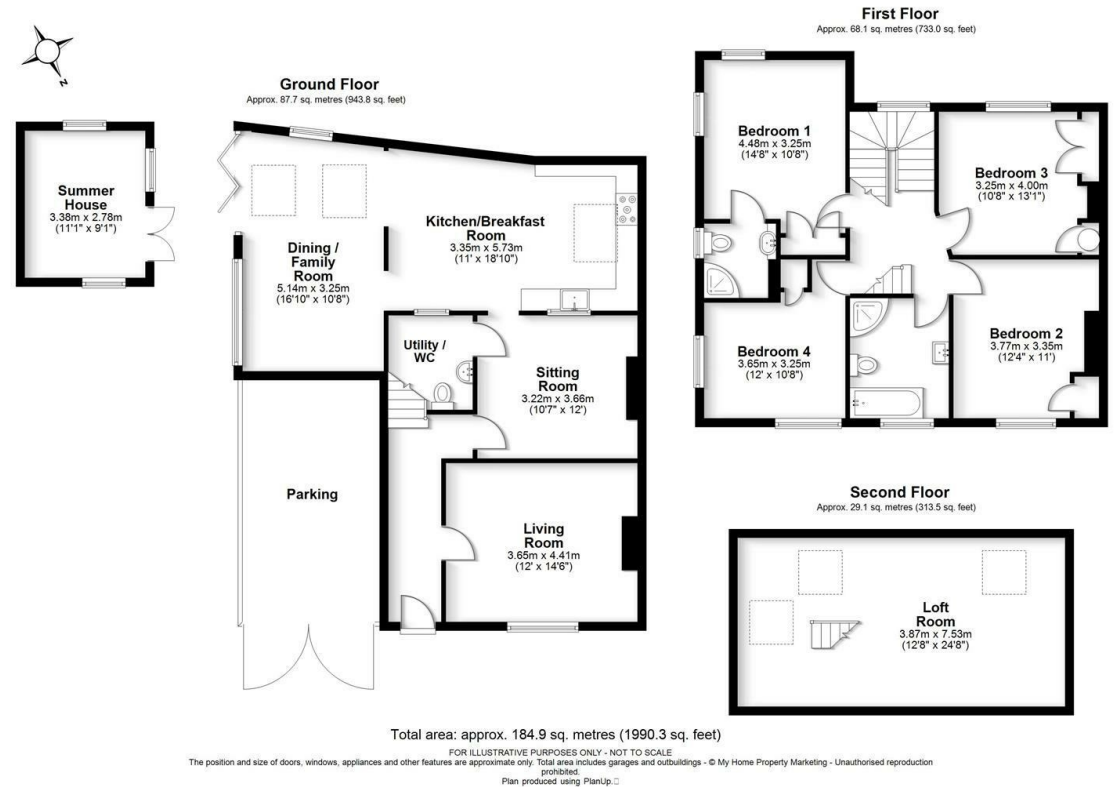 N
Ground Floor
Approx. 87.7 sq. metres (943.8 sq. feet)
Summer
House
3.38m x 2.78m
(11'1" x 9'1")
Dining /
Family
Room
5.14m x 3.25m
(16'10" x 10'8")
Kitchen/Breakfast
Room
3.35m x 5.73m
(11' x 18'10")
Utility /
WC
Sitting
Room
3.22m x 3.66m
(10'7" x 12')
Parking
Living
Room
3.65m x 4.41m
(12' x 14'6")
First Floor
Approx. 68.1 sq. metres (733.0 sq. feet)
Bedroom 1
4.48m x 3.25m
(14'8" x 10'8")
Bedroom 3
3.25m x 4.00m
(10'8" x 13'1")
Bedroom 4
3.65m x 3.25m
(12' x 10'8")
Bedroom 2
3.77m x 3.35m
(12'4" x 11')
Second Floor
Approx. 29.1 sq. metres (313.5 sq. feet)
Loft
Room
3.87m x 7.53m
(12'8" x 24'8")
Total area: approx. 184.9 sq. metres (1990.3 sq. feet)
FOR ILLUSTRATIVE PURPOSES ONLY - NOT TO SCALE
The position and size of doors, windows, appliances and other features are approximate only. Total area includes garages and outbuildings - © My Home Property Marketing - Unauthorised reproduction
prohibited.
Plan produced using PlanUp.